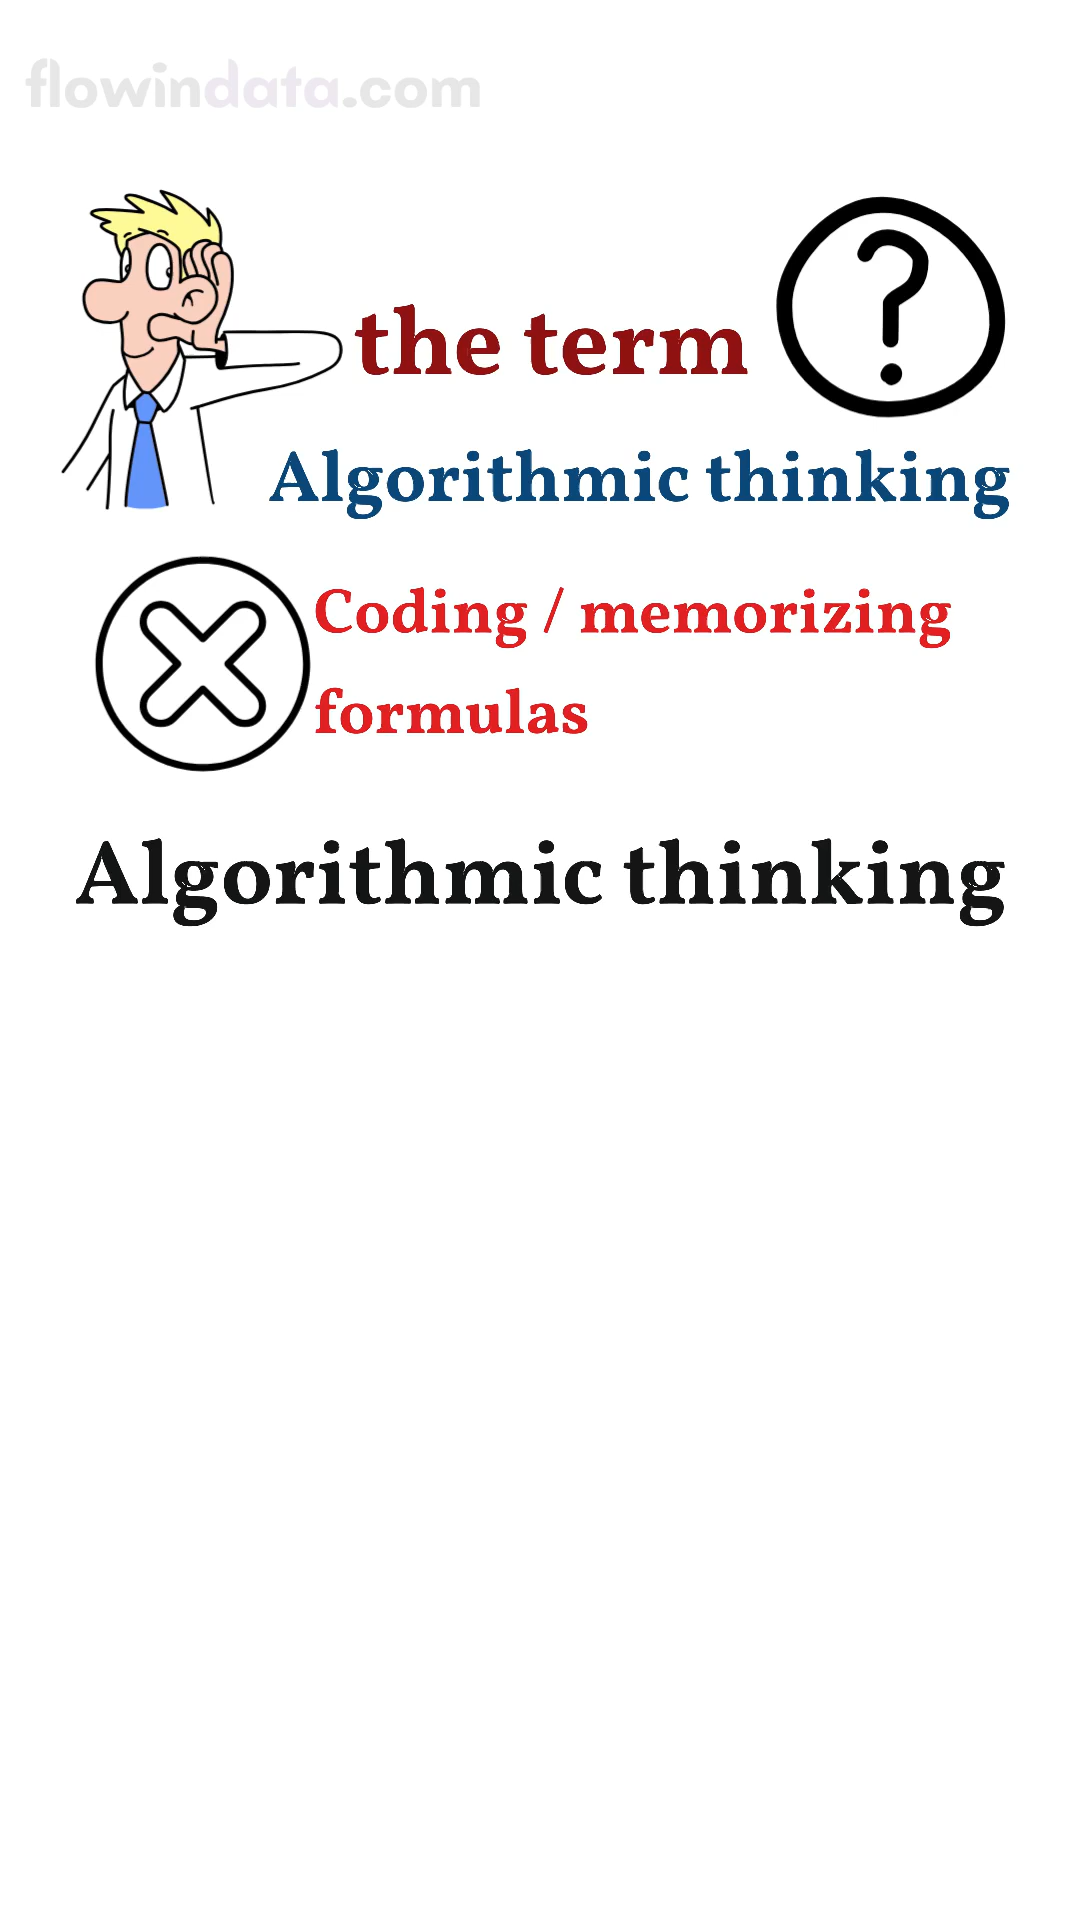 flowindata.com
the term
?
Algorithmic thinking
Coding / memorizing
formulas
Algorithmic thinking